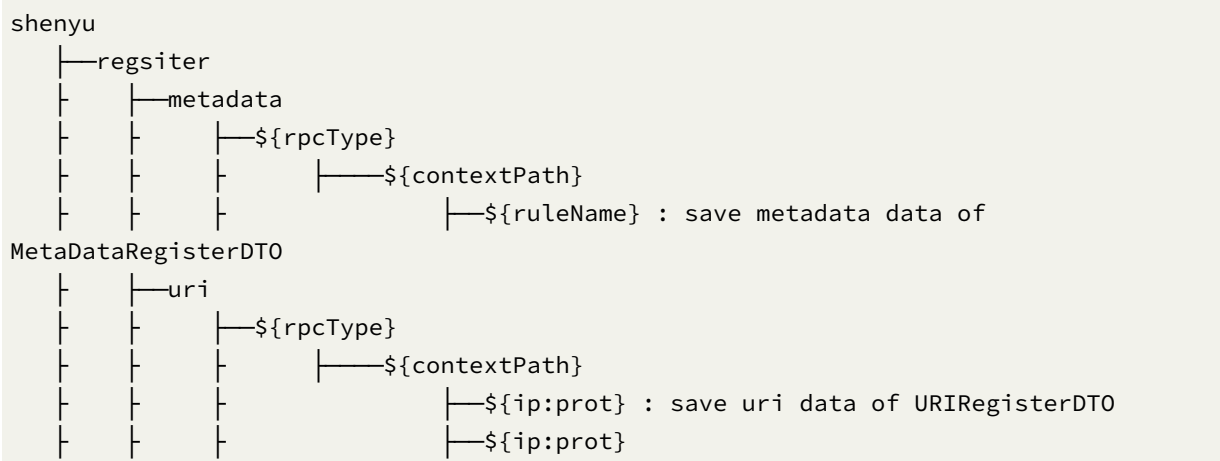 shenyu
   ├──regsiter
   ├    ├──metadata
   ├    ├     ├──${rpcType}
   ├    ├     ├      ├────${contextPath}
   ├    ├     ├               ├──${ruleName} : save metadata data of
MetaDataRegisterDTO
   ├    ├──uri
   ├    ├     ├──${rpcType}
   ├    ├     ├      ├────${contextPath}
   ├    ├     ├               ├──${ip:prot} : save uri data of URIRegisterDTO
   ├    ├     ├               ├──${ip:prot}